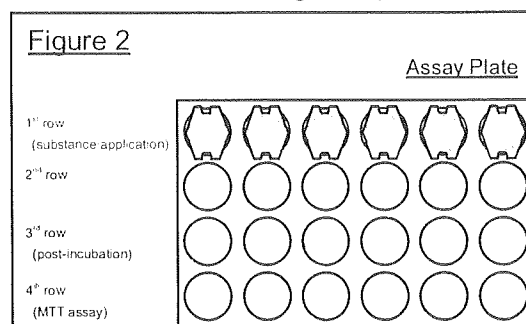 Figure 2
Assay Plate
1st row
(substance application)
2nd row
3rd row
(post-incubation)
4th row
(MTT assay)